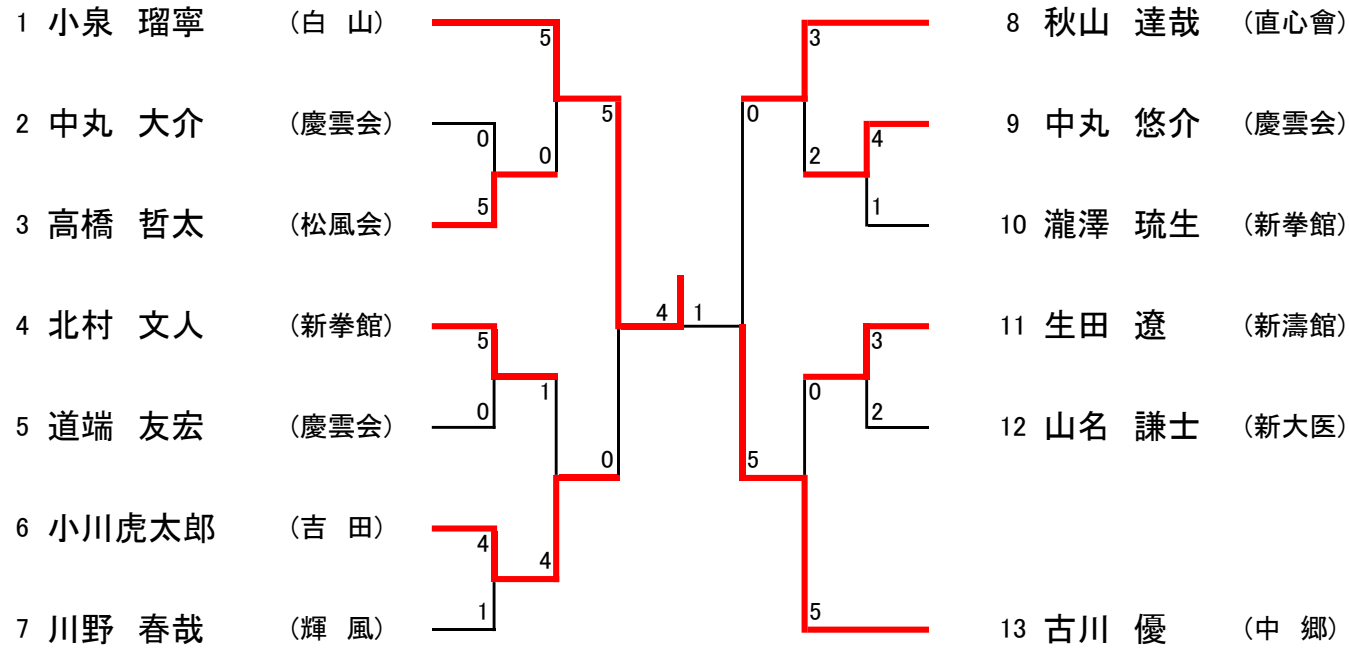 1 小泉 瑠寧 (白 山) 5 3 8 秋山 達哉 (直心會)
5 0
2 中丸 大介 (慶雲会) 0 4 9 中丸 悠介 (慶雲会)
0 2
3 高橋 哲太 (松風会) 5 1 10 瀧澤 琉生 (新拳館)
4 1
4 北村 文人 (新拳館) 5 3 11 生田 遼 (新濤館)
1 0
5 道端 友宏 (慶雲会) 0 2 12 山名 謙士 (新大医)
0 5
6 小川虎太郎 (吉 田) 4
4
7 川野 春哉 (輝 風) 1 5 13 古川 優 (中 郷)